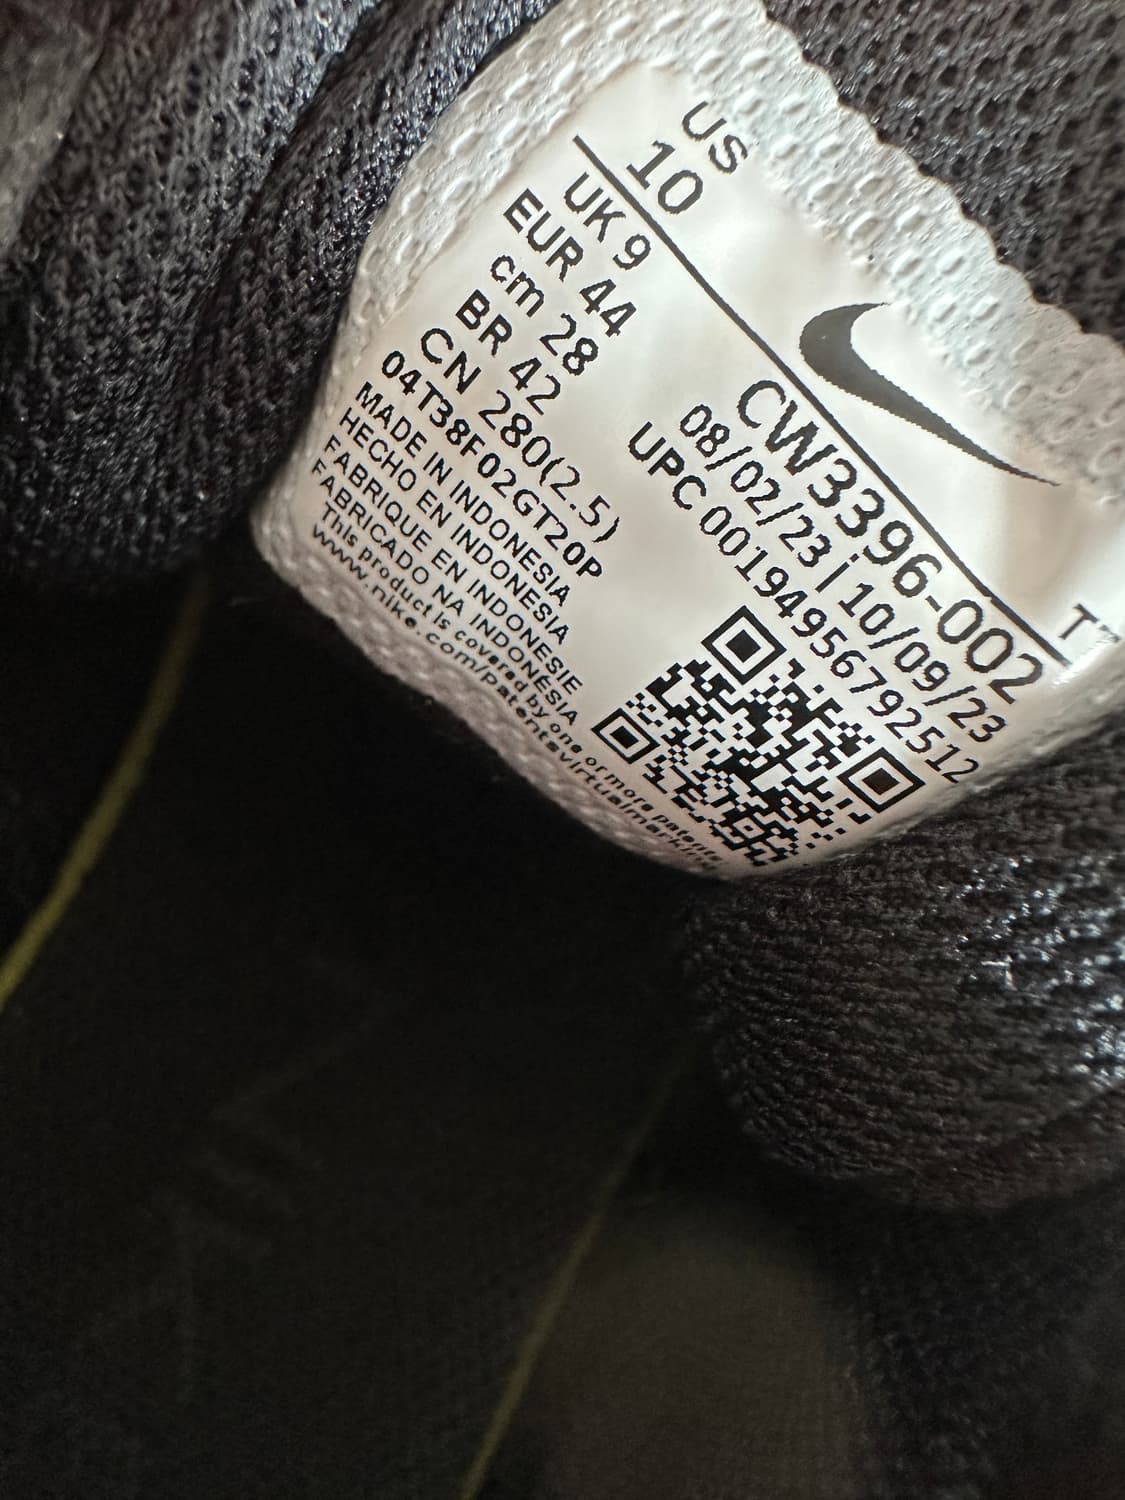 US
10
UK 9
EUR 44
cm 28
BR 42
CN 280(2.5)
04T38F02GT20P
MADE IN INDONESIA
HECHO EN INDONESIA
FABRIQUE EN INDONESIE
FABRICADO NA INDONÉSIA
This product is covered by one or more patents
www.nike.com/patentsvirtualmarking
CW3396-002
08/02/23 | 10/09/23
UPC 00194956792512